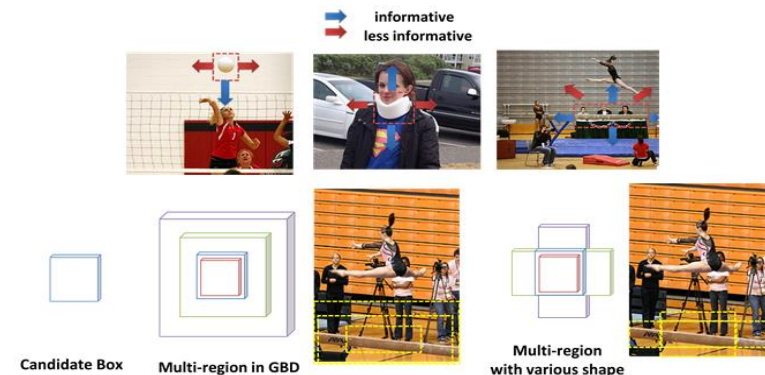 informative
less informative
Candidate Box
Multi-region in GBD
Multi-region
with various shape